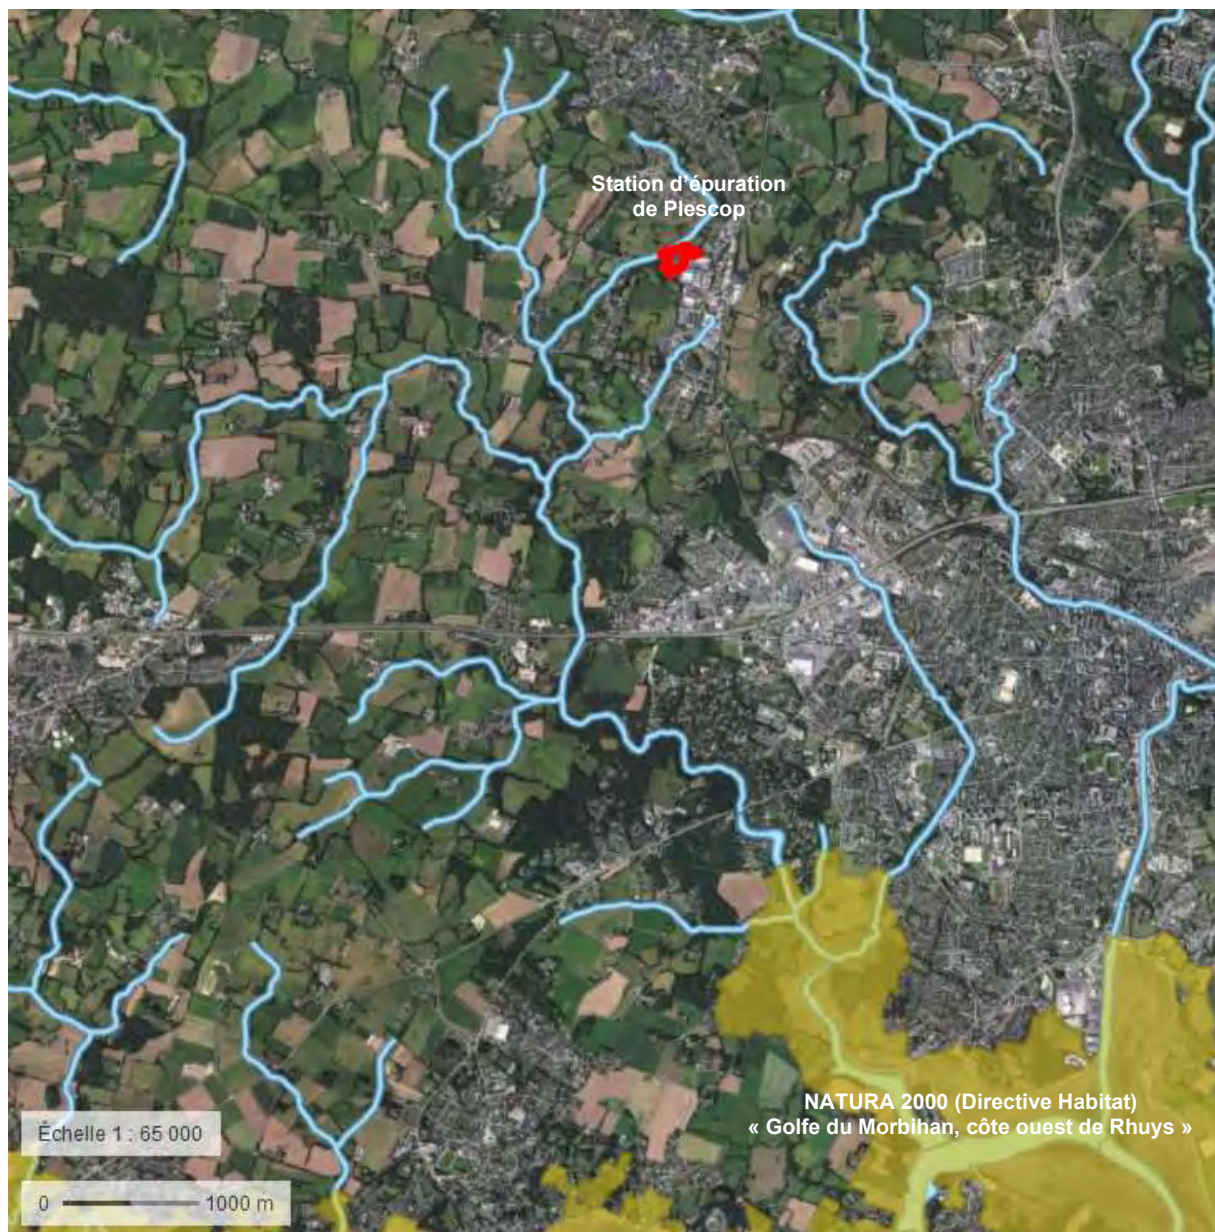 Station d'épuration
de Plescop
NATURA 2000 (Directive Habitat)
« Golfe du Morbihan, côte ouest de Rhuys »
Échelle 1 : 65 000
0 1000 m